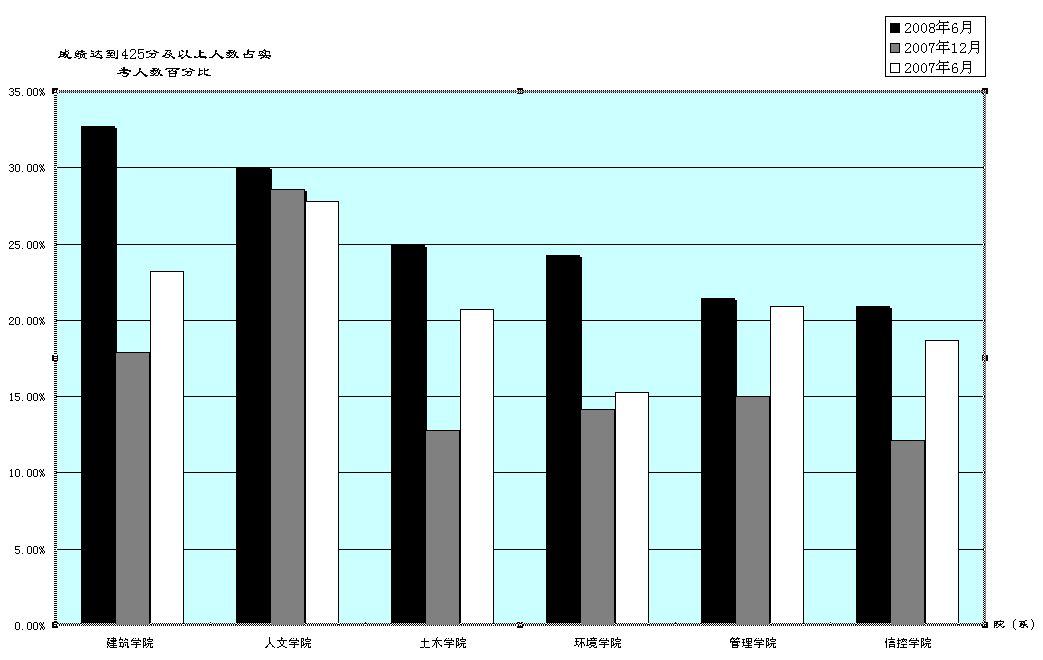 2008年6月
2007年12月
2007年6月
成绩达到425分及以上人数占实
考人数百分比
35.00%
30.00%
25.00%
20.00%
15.00%
10.00%
5.00%
0.00%
建筑学院
人文学院
土木学院
环境学院
管理学院
信控学院
院（系）